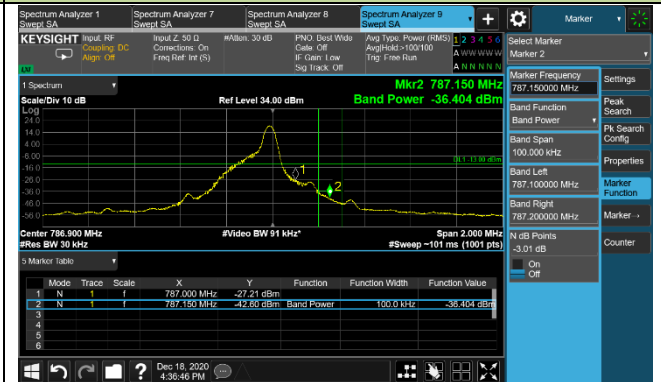 Spectrum Analyzer 1
Swept SA
Spectrum Analyzer 7
Swept SA
Spectrum Analyzer 8
Swept SA
Spectrum Analyzer 9
Swept SA
+
Marker
KEYSIGHT
Input: RF
Coupling: DC
Align: Off
Input Z: 50 Ω
Corrections: On
Freq Ref: Int (S)
#Atten: 30 dB
PNO: Best Wide
Gate: Off
IF Gain: Low
Sig Track: Off
Avg Type: Power (RMS)
Avg|Hold:>100/100
Trig: Free Run
1 2 3 4 5 6
A W W W W W
A N N N N N
LV
Select Marker
Marker 2
1 Spectrum
Scale/Div 10 dB
Ref Level 34.00 dBm
Mkr2 787.150 MHz
Band Power -36.404 dBm
Log
24.0
14.0
4.00
-6.00
-16.0
-26.0
-36.0
-46.0
-56.0
DL1 -13.00 dBm
1
2
Center 786.900 MHz
#Res BW 30 kHz
#Video BW 91 kHz*
Span 2.000 MHz
#Sweep ~101 ms (1001 pts)
5 Marker Table
Mode Trace Scale X Y Function Function Width Function Value
1 N 1 f 787.000 MHz -27.21 dBm
2 N 1 f 787.150 MHz -42.60 dBm Band Power 100.0 kHz -36.404 dBm
3
4
5
6
Marker Frequency
787.150000 MHz
Band Function
Band Power
Band Span
100.000 kHz
Band Left
787.100000 MHz
Band Right
787.200000 MHz
N dB Points
-3.01 dB
On
Off
Settings
Peak
Search
Pk Search
Config
Properties
Marker
Function
Marker→
Counter
?
Dec 18, 2020
4:36:46 PM